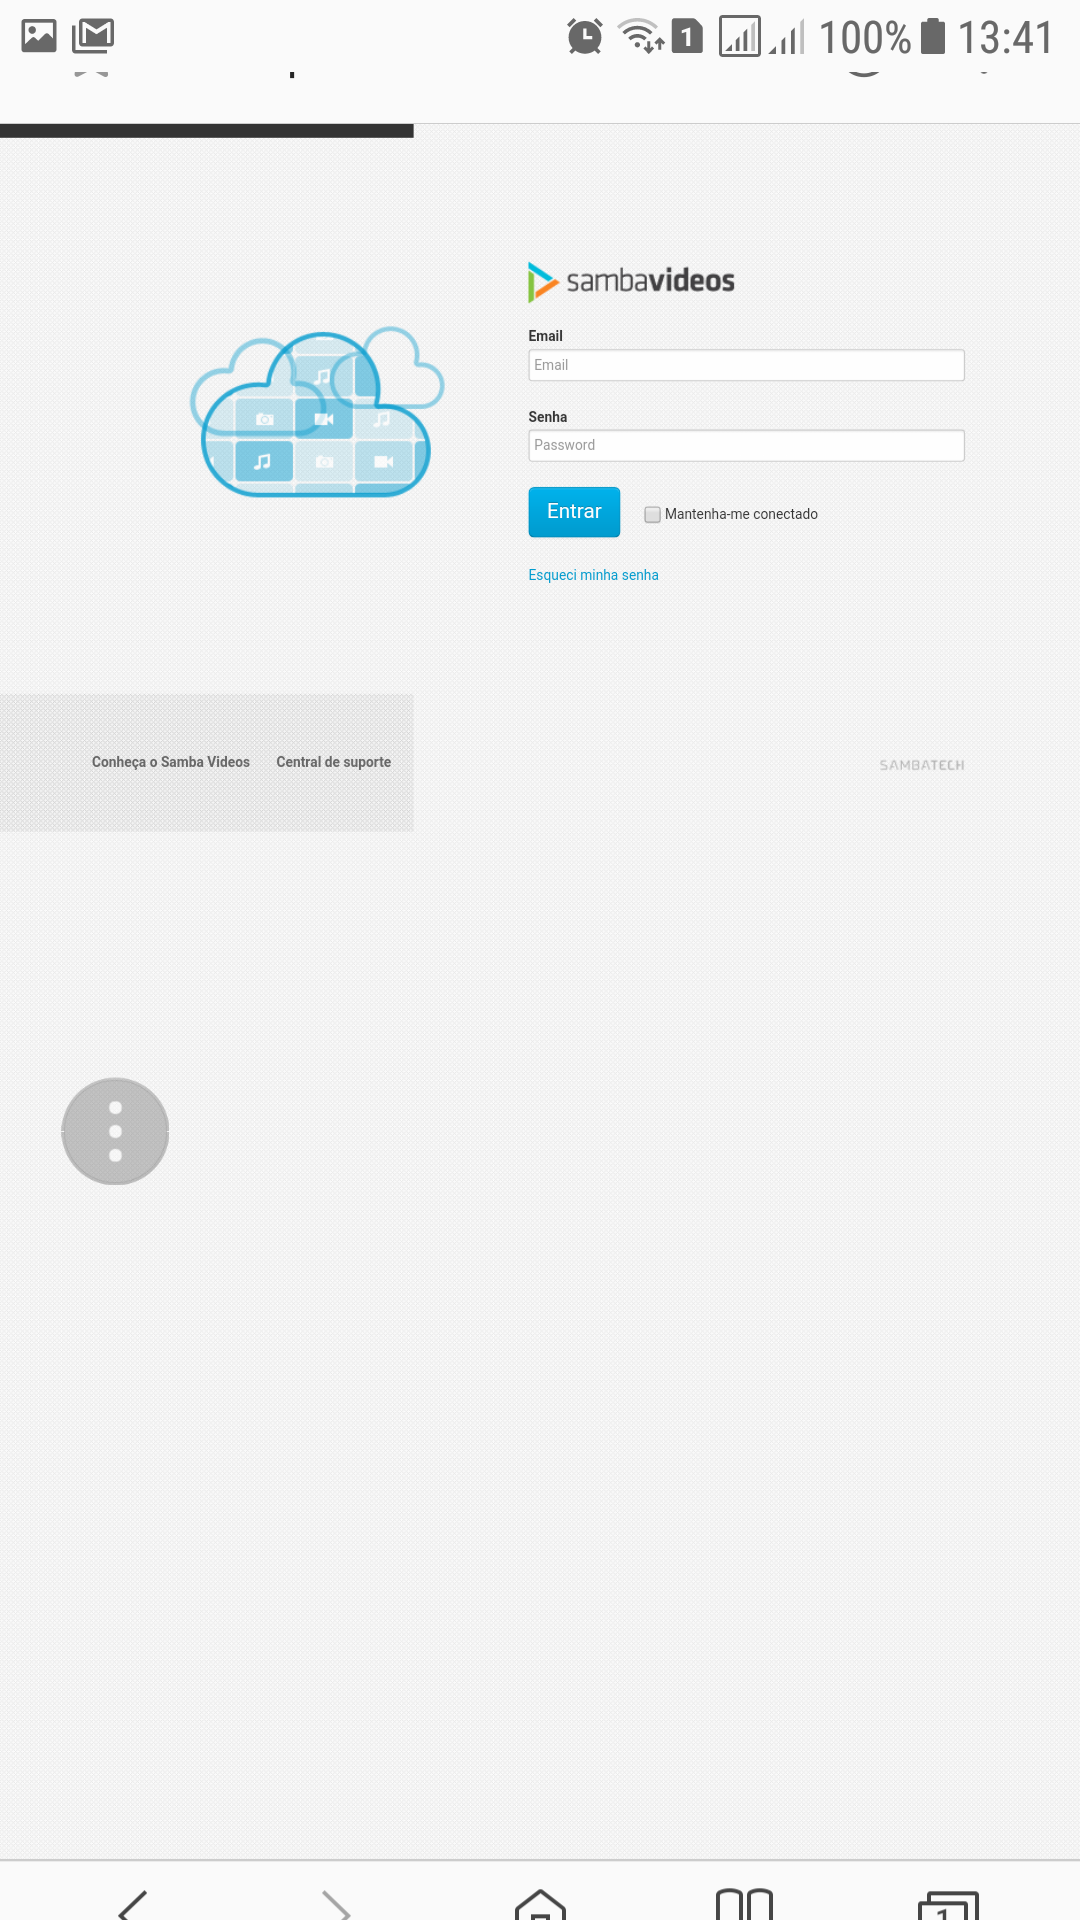 1 100% 13:41
sambavideos
Email
Email
Senha
Password
Entrar Mantenha-me conectado
Esqueci minha senha
Conheça o Samba Videos Central de suporte SAMBATECH
1